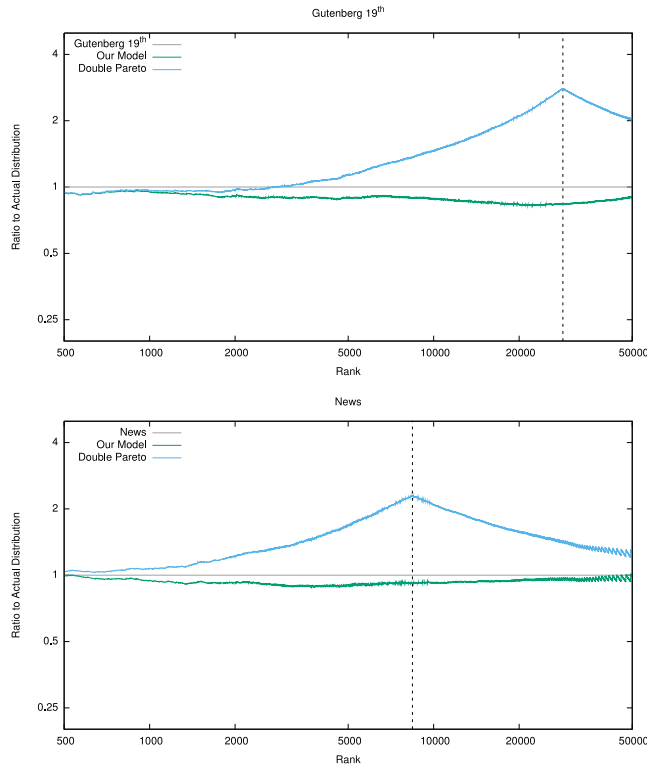 Gutenberg 19th
4
2
1
0.5
0.25
Ratio to Actual Distribution
Gutenberg 19th
Our Model
Double Pareto
500 1000 2000 5000 10000 20000 50000
Rank
News
4
2
1
0.5
0.25
Ratio to Actual Distribution
News
Our Model
Double Pareto
500 1000 2000 5000 10000 20000 50000
Rank